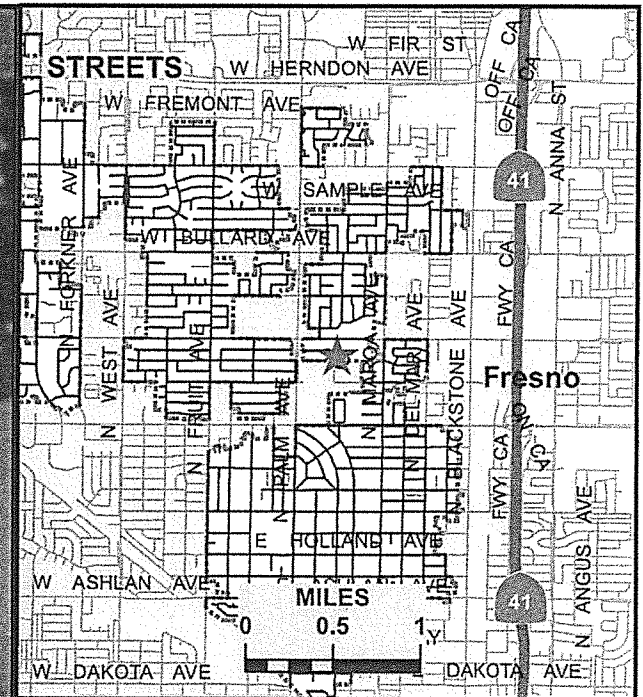 W FIR ST
STREETS
W HERNDON AVE
OFF CA
OFF CA
W FREMONT AVE
N ANNA ST
41
W SAMPLE AVE
N FORKNER AVE
W BULLARD AVE
FWY CA
N WEST AVE
N FRUIT AVE
N MAROA AVE
N DELMAR AVE
N BLACKSTONE AVE
Fresno
N PALM AVE
ON CA
FWY CA
E HOLLAND AVE
W ASHLAN AVE
N ANGUS AVE
MILES
0 0.5 1
41
W DAKOTA AVE
DAKOTA AVE